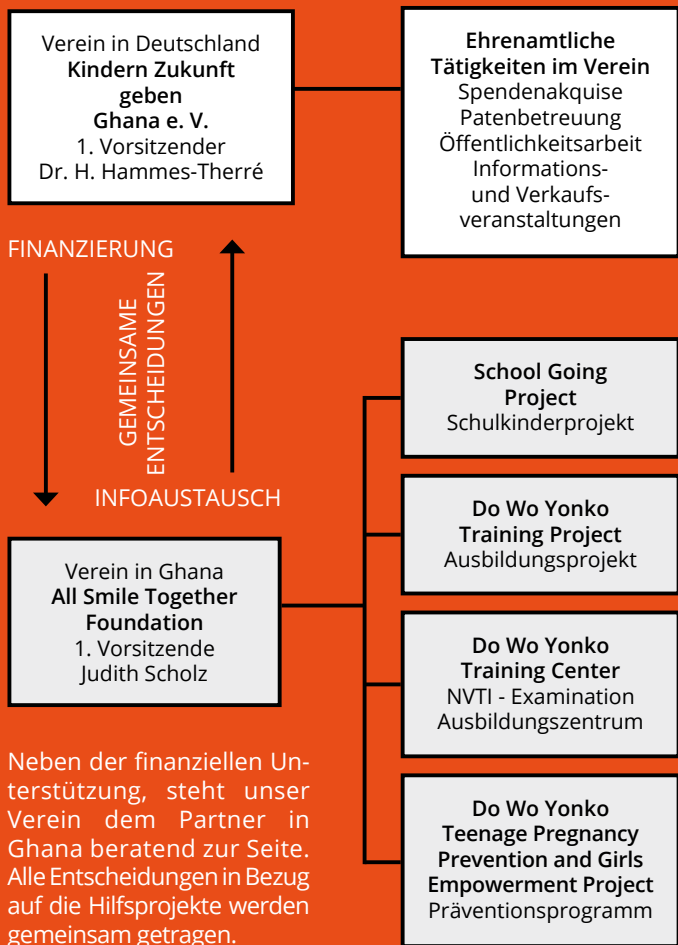 Verein in Deutschland
Kindern Zukunft
geben
Ghana e. V.
1. Vorsitzender
Dr. H. Hammes-Therré
Ehrenamtliche
Tätigkeiten im Verein
Spendenakquise
Patenbetreuung
Öffentlichkeitsarbeit
Informations-
und Verkaufs-
veranstaltungen
FINANZIERUNG
GEMEINSAME
ENTSCHEIDUNGEN
INFOAUSTAUSCH
Verein in Ghana
All Smile Together
Foundation
1. Vorsitzende
Judith Scholz
School Going
Project
Schulkinderprojekt
Do Wo Yonko
Training Project
Ausbildungsprojekt
Do Wo Yonko
Training Center
NVTI - Examination
Ausbildungszentrum
Do Wo Yonko
Teenage Pregnancy
Prevention and Girls
Empowerment Project
Präventionsprogramm
Neben der finanziellen Un-
terstützung, steht unser
Verein dem Partner in
Ghana beratend zur Seite.
Alle Entscheidungen in Bezug
auf die Hilfsprojekte werden
gemeinsam getragen.